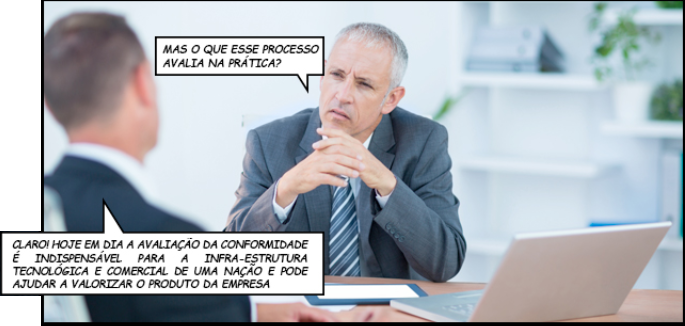 MAS O QUE ESSE PROCESSO
AVALIA NA PRÁTICA?
CLARO! HOJE EM DIA A AVALIAÇÃO DA CONFORMIDADE
É INDISPENSÁVEL PARA A INFRA-ESTRUTURA
TECNOLÓGICA E COMERCIAL DE UMA NAÇÃO E PODE
AJUDAR A VALORIZAR O PRODUTO DA EMPRESA